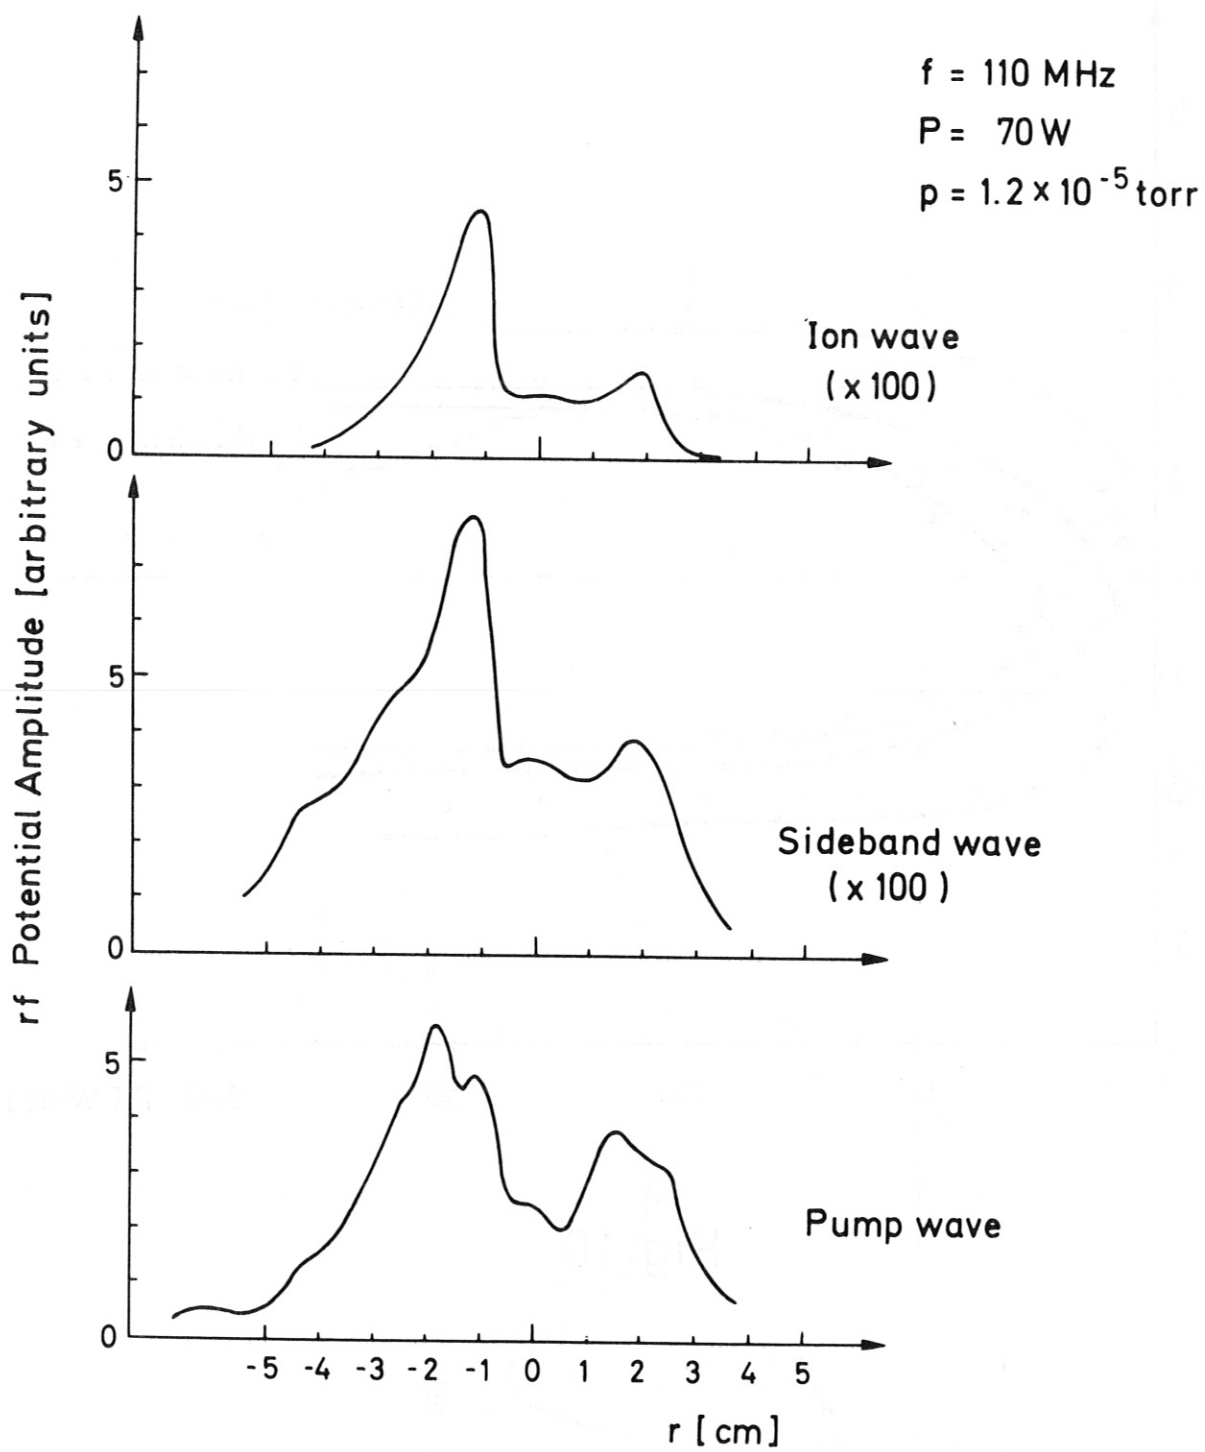 f = 110 MHz
P = 70 W
p = 1.2 × 10⁻⁵ torr
rf Potential Amplitude [arbitrary units]
5
0
Ion wave
(x 100)
5
0
Sideband wave
(x 100)
5
0
Pump wave
-5 -4 -3 -2 -1 0 1 2 3 4 5
r [cm]